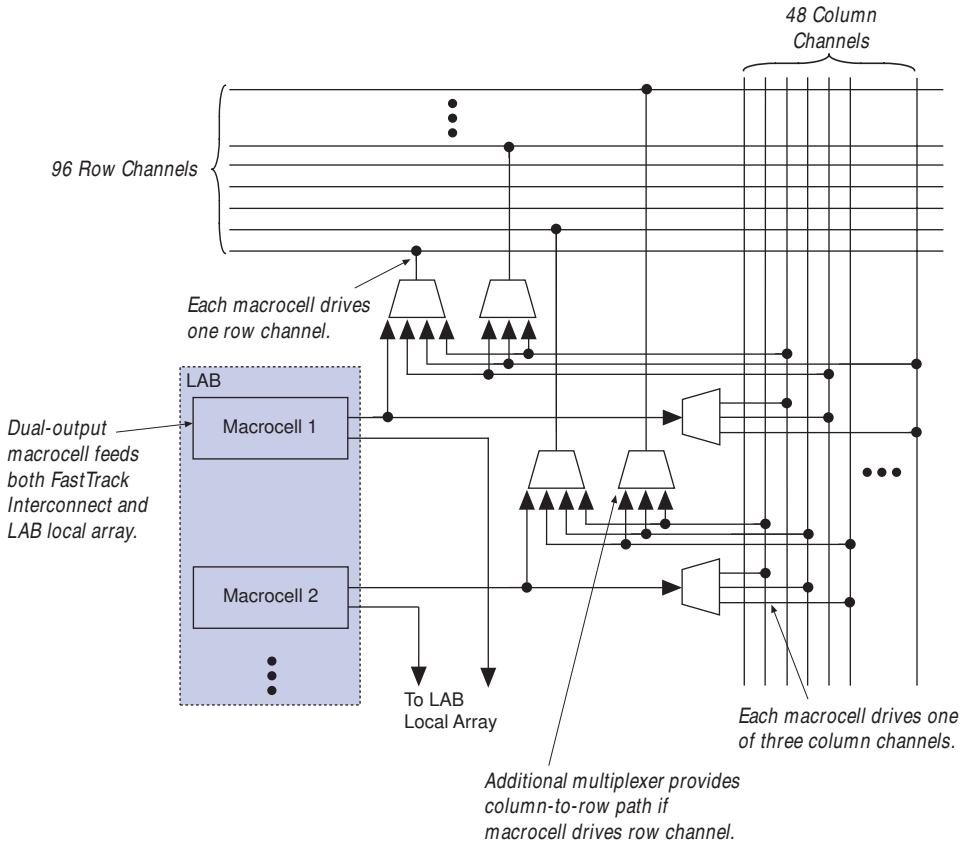 48 Column
Channels
96 Row Channels
Each macrocell drives
one row channel.
LAB
Macrocell 1
Dual-output
macrocell feeds
both FastTrack
Interconnect and
LAB local array.
Macrocell 2
To LAB
Local Array
Each macrocell drives one
of three column channels.
Additional multiplexer provides
column-to-row path if
macrocell drives row channel.